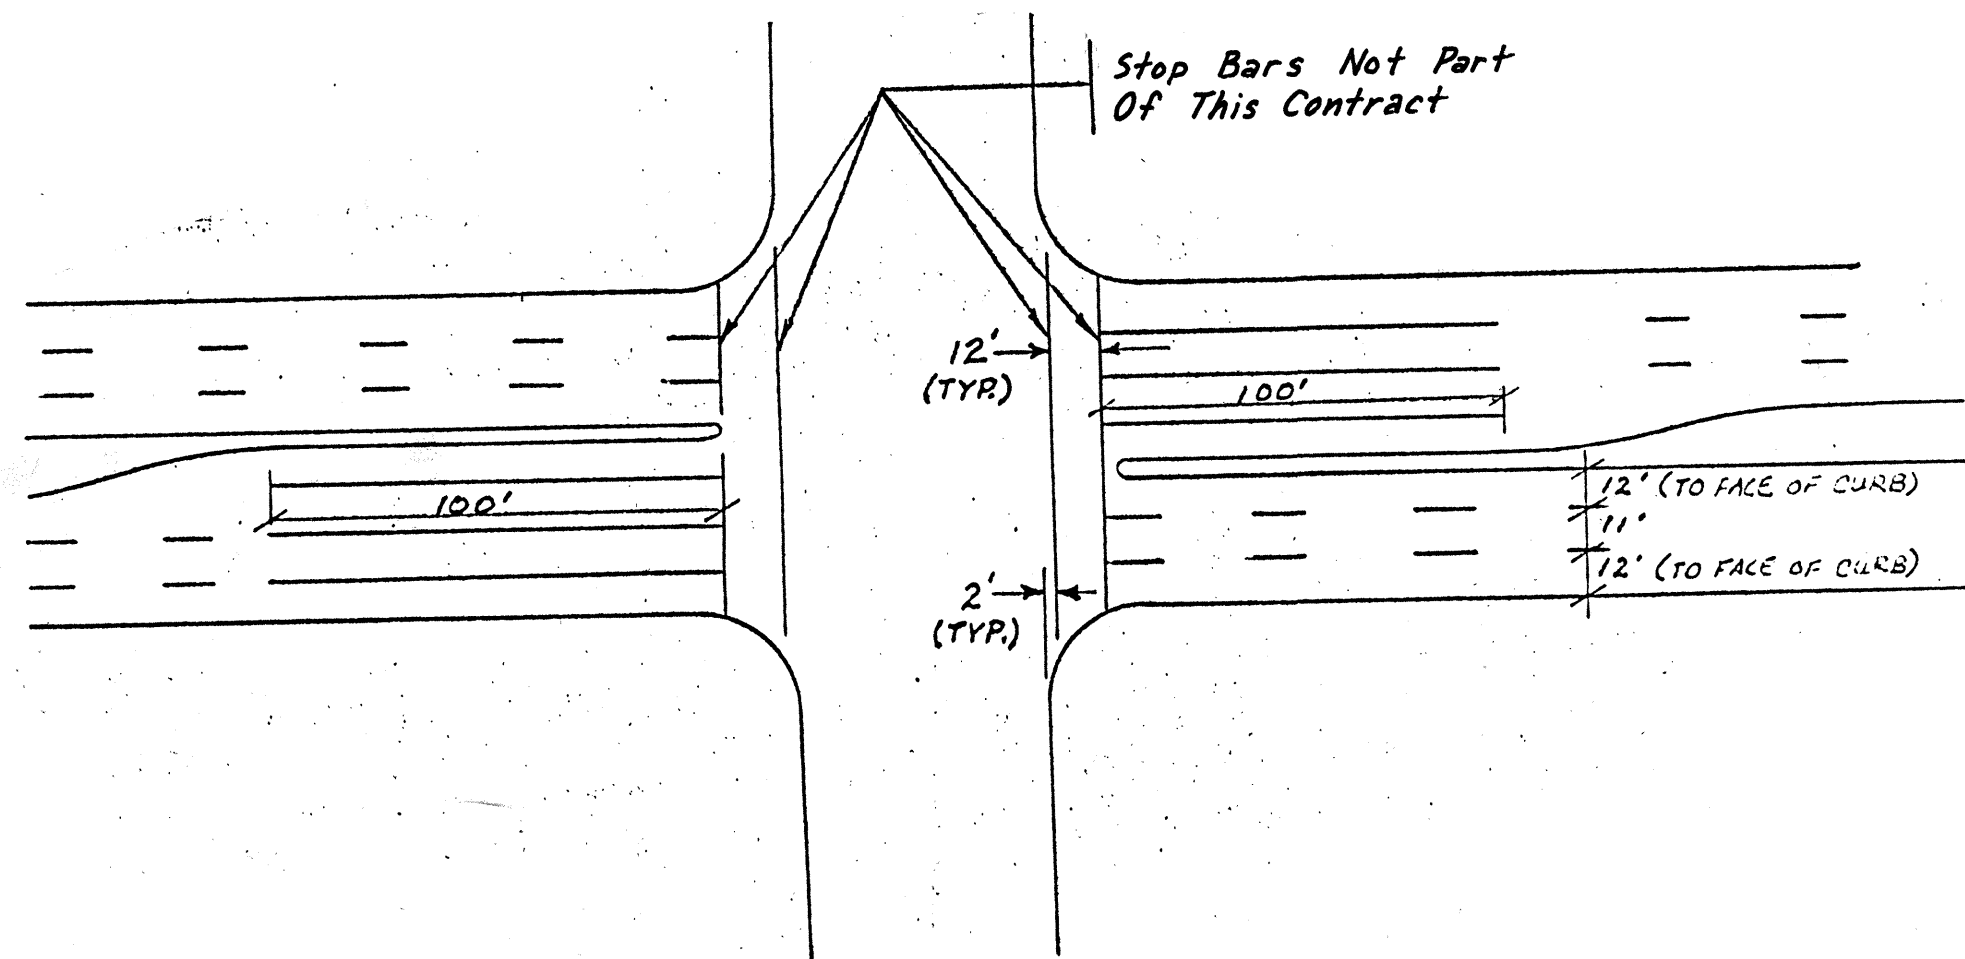 Stop Bars Not Part
Of This Contract
12'
(TYP.)
100'
100'
12' (TO FACE OF CURB)
11'
12' (TO FACE OF CURB)
2'
(TYP.)